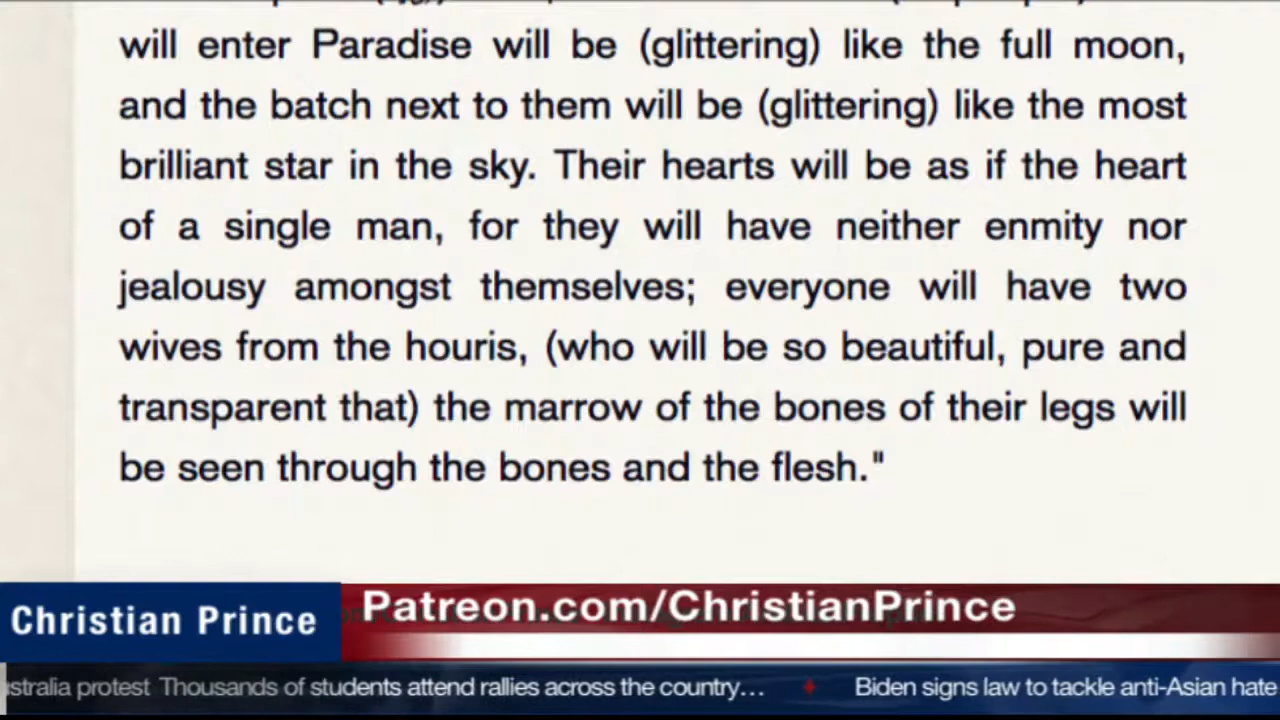 will enter Paradise will be (glittering) like the full moon,
and the batch next to them will be (glittering) like the most
brilliant star in the sky. Their hearts will be as if the heart
of a single man, for they will have neither enmity nor
jealousy amongst themselves; everyone will have two
wives from the houris, (who will be so beautiful, pure and
transparent that) the marrow of the bones of their legs will
be seen through the bones and the flesh."
Christian Prince
Patreon.com/ChristianPrince
ustralia protest Thousands of students attend rallies across the country... Biden signs law to tackle anti-Asian hate